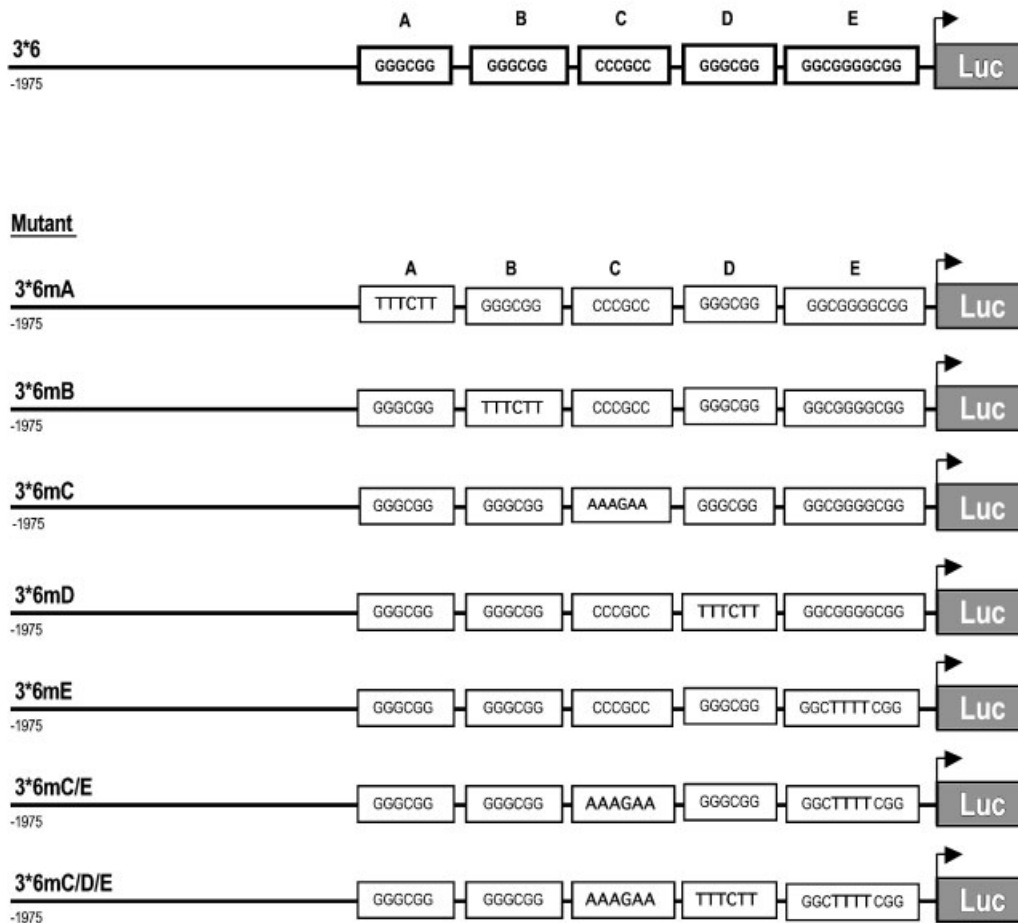 A B C D E
3*6
GGGCGG GGGCGG CCCGCC GGGCGG GGCGGGGCGG Luc
-1975
Mutant
A B C D E
3*6mA
TTTCTT GGGCGG CCCGCC GGGCGG GGCGGGGCGG Luc
-1975
3*6mB
GGGCGG TTTCTT CCCGCC GGGCGG GGCGGGGCGG Luc
-1975
3*6mC
GGGCGG GGGCGG AAAGAA GGGCGG GGCGGGGCGG Luc
-1975
3*6mD
GGGCGG GGGCGG CCCGCC TTTCTT GGCGGGGCGG Luc
-1975
3*6mE
GGGCGG GGGCGG CCCGCC GGGCGG GGCTTTTCGG Luc
-1975
3*6mC/E
GGGCGG GGGCGG AAAGAA GGGCGG GGCTTTTCGG Luc
-1975
3*6mC/D/E
GGGCGG GGGCGG AAAGAA TTTCTT GGCTTTTCGG Luc
-1975